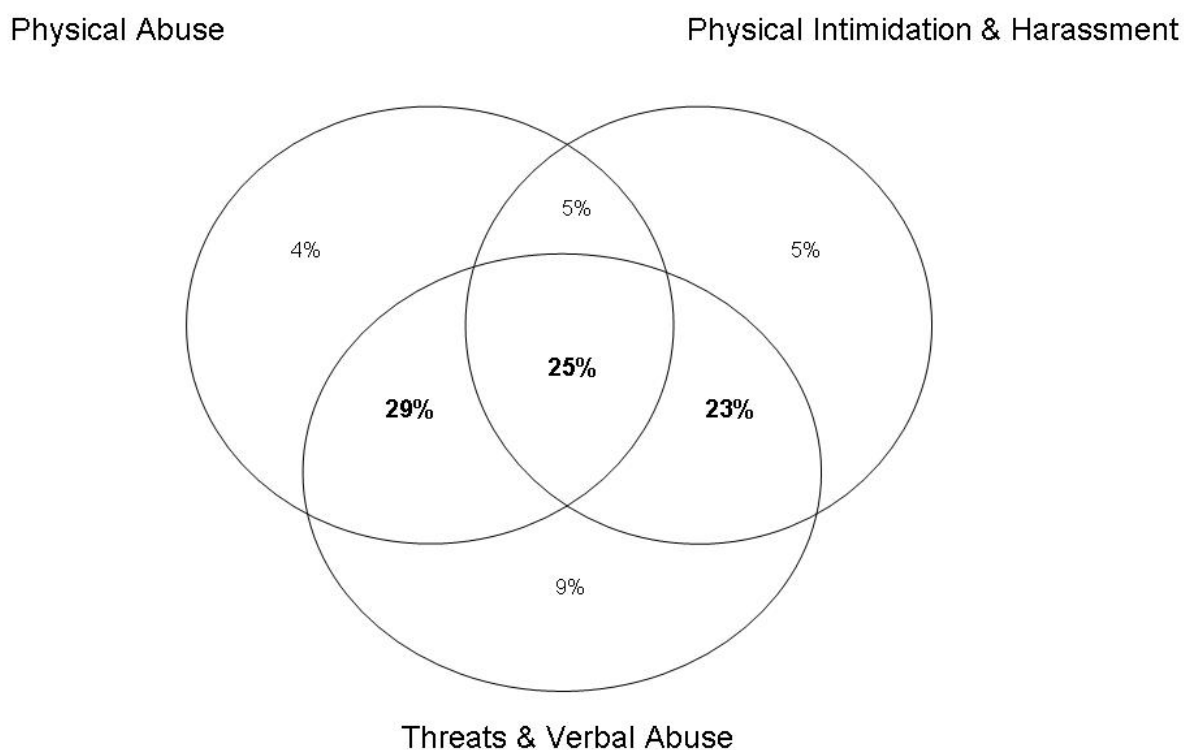 Physical Abuse
Physical Intimidation & Harassment
5%
4%
5%
25%
29%
23%
9%
Threats & Verbal Abuse